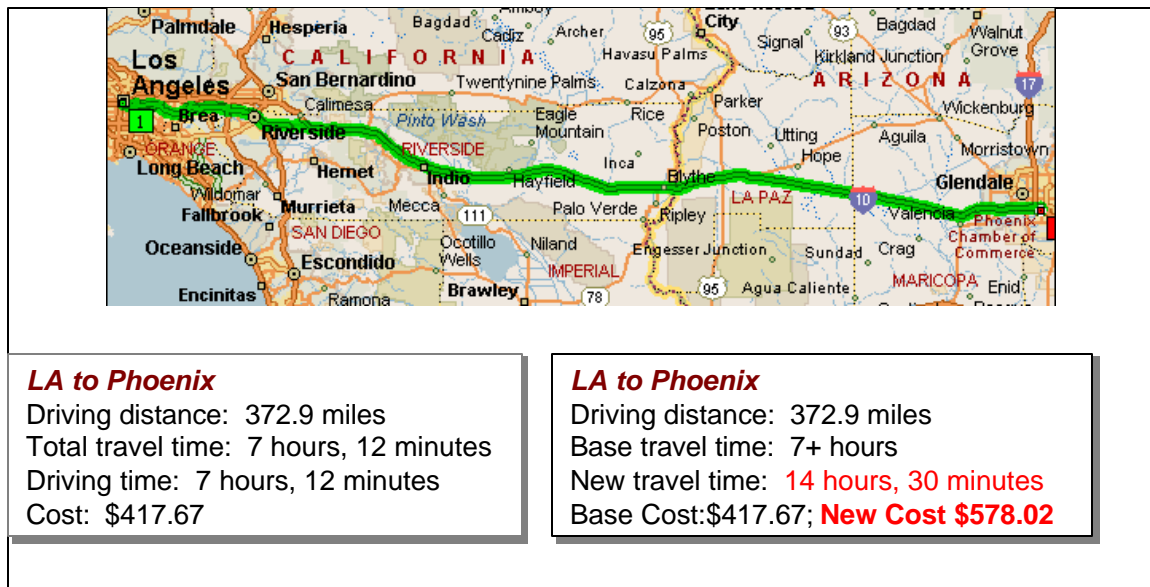 Palmdale
Hesperia
Bagdad
Amboy
Cadiz
Archer
95
Havasu Palms
City
Signal
93
Bagdad
Kirkland Junction
Walnut
Grove
CALIFORNIA
ARIZONA
Los
Angeles
San Bernardino
Twentynine Palms
Calzona
Parker
17
Wickenburg
1
Brea
Riverside
Calimesa
Pinto Wash
Eagle
Mountain
Rice
Poston
Utting
Aguila
Morristown
ORANGE
Long Beach
Hemet
RIVERSIDE
Indio
Hayfield
Inca
Blythe
Hope
LA PAZ
10
Glendale
Wildomar
Murrieta
Fallbrook
Mecca
111
Palo Verde
Ripley
Valencia
Phoenix
Chamber of
Commerce
SAN DIEGO
Oceanside
Escondido
Ocotillo
Wells
Niland
IMPERIAL
Engesser Junction
Sundad
Crag
MARICOPA
Encinitas
Ramona
Brawley
78
95
Agua Caliente
Enid
LA to Phoenix
Driving distance: 372.9 miles
Total travel time: 7 hours, 12 minutes
Driving time: 7 hours, 12 minutes
Cost: $417.67
LA to Phoenix
Driving distance: 372.9 miles
Base travel time: 7+ hours
New travel time: 14 hours, 30 minutes
Base Cost:$417.67; New Cost $578.02